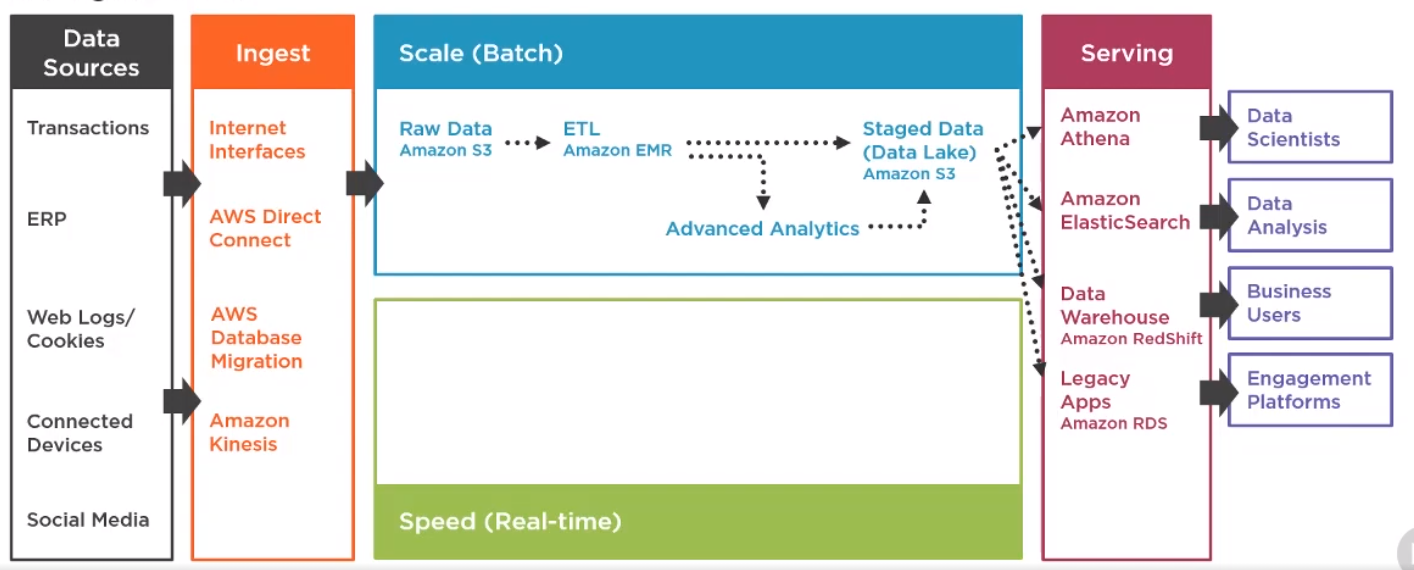 Data
Sources
Transactions
ERP
Web Logs/
Cookies
Connected
Devices
Social Media
Ingest
Internet
Interfaces
AWS Direct
Connect
AWS
Database
Migration
Amazon
Kinesis
Scale (Batch)
Raw Data
Amazon S3
ETL
Amazon EMR
Staged Data
(Data Lake)
Amazon S3
Advanced Analytics
Speed (Real-time)
Serving
Amazon
Athena
Amazon
ElasticSearch
Data
Warehouse
Amazon RedShift
Legacy
Apps
Amazon RDS
Data
Scientists
Data
Analysis
Business
Users
Engagement
Platforms